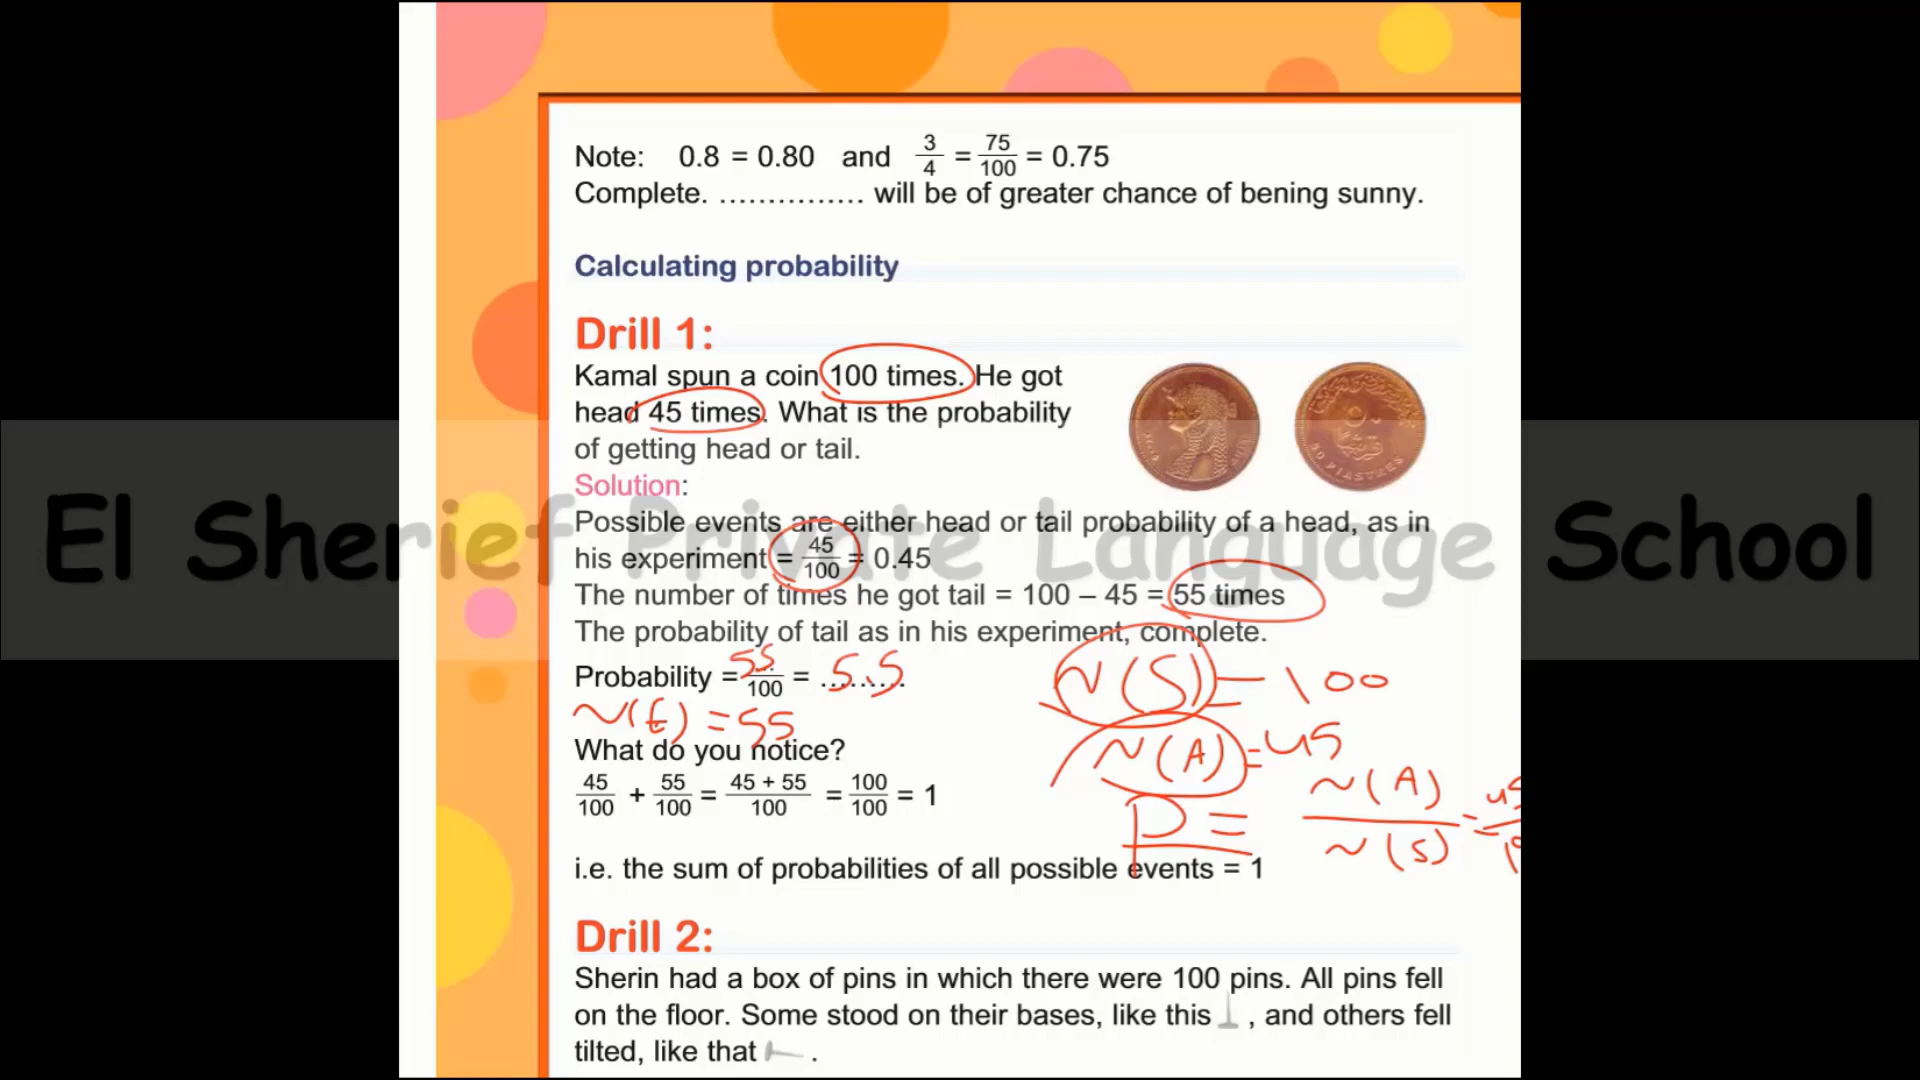 Note: 0.8 = 0.80 and 3/4 = 75/100 = 0.75
Complete. ............... will be of greater chance of bening sunny.
Calculating probability
Drill 1:
Kamal spun a coin 100 times. He got
head 45 times. What is the probability
of getting head or tail.
Solution:
Possible events are either head or tail probability of a head, as in
his experiment = 45/100 = 0.45
The number of times he got tail = 100 – 45 = 55 times
The probability of tail as in his experiment, complete.
Probability = 55/100 = 5.5
N(S) = 100
N(E) = 55
N(A) = 45
What do you notice?
45/100 + 55/100 = 45 + 55/100 = 100/100 = 1
P = N(A)/N(S) =
i.e. the sum of probabilities of all possible events = 1
Drill 2:
Sherin had a box of pins in which there were 100 pins. All pins fell
on the floor. Some stood on their bases, like this , and others fell
tilted, like that .
El Sherief Private Language School